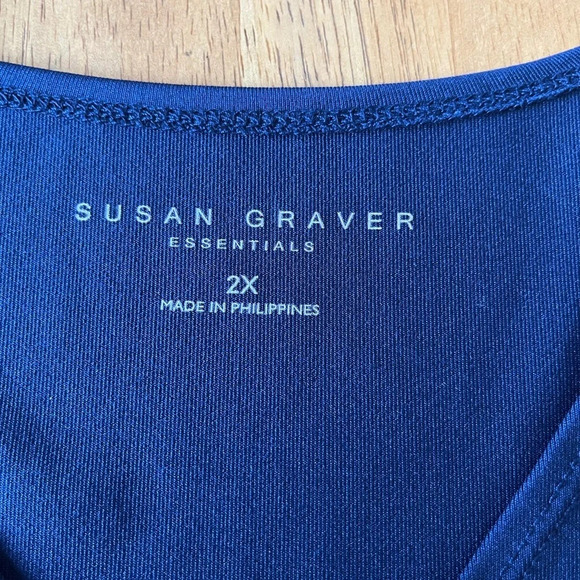 SUSAN GRAVER
ESSENTIALS
2X
MADE IN PHILIPPINES